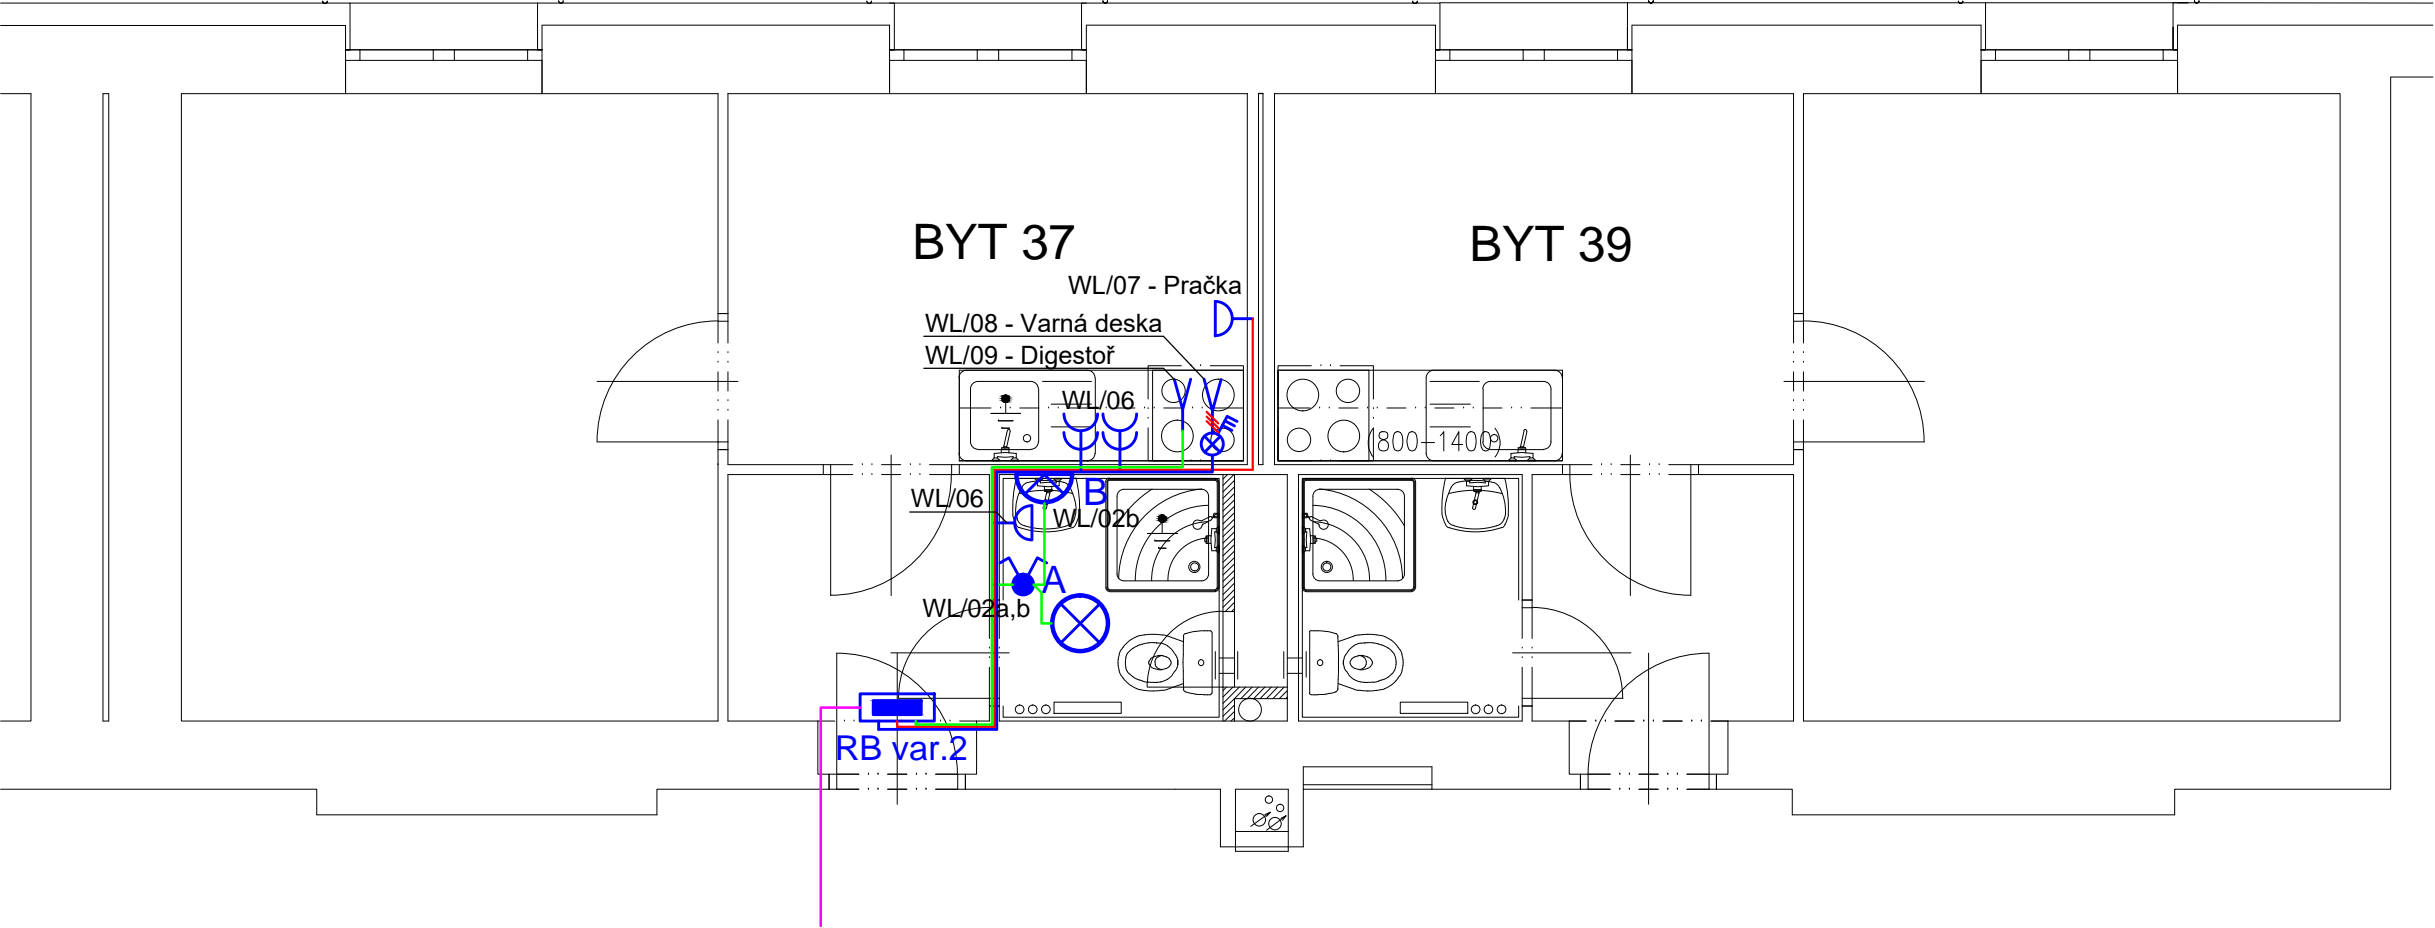 BYT 37
BYT 39
WL/07 - Pračka
WL/08 - Varná deska
WL/09 - Digestoř
WL/06
(800-1400)
WL/06
B
WL/02b
A
WL/02a,b
RB var.2